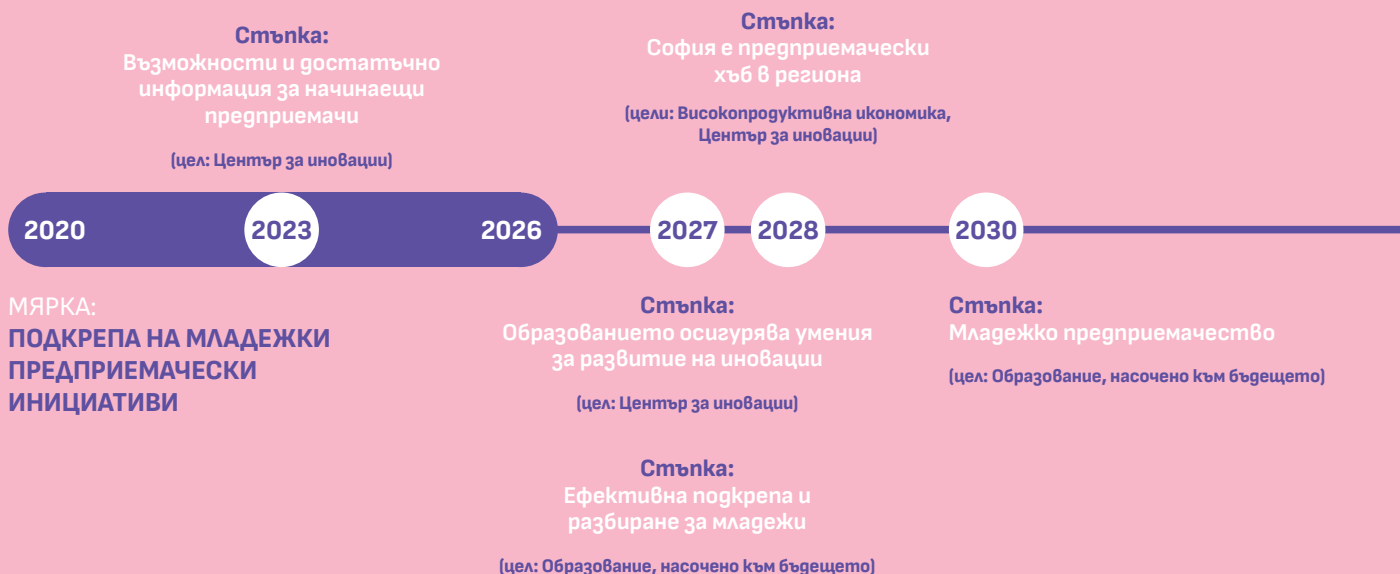 Стъпка:
Възможности и достатъчно
информация за начинаещи
предприемачи
(цел: Център за иновации)
Стъпка:
София е предприемачески
хъб в региона
(цели: Високопродуктивна икономика,
Център за иновации)
2020
2023
2026
2027
2028
2030
МЯРКА:
ПОДКРЕПА НА МЛАДЕЖКИ
ПРЕДПРИЕМАЧЕСКИ
ИНИЦИАТИВИ
Стъпка:
Образованието осигурява умения
за развитие на иновации
(цел: Център за иновации)
Стъпка:
Ефективна подкрепа и
разбиране за младежи
(цел: Образование, насочено към бъдещето)
Стъпка:
Младежко предприемачество
(цел: Образование, насочено към бъдещето)